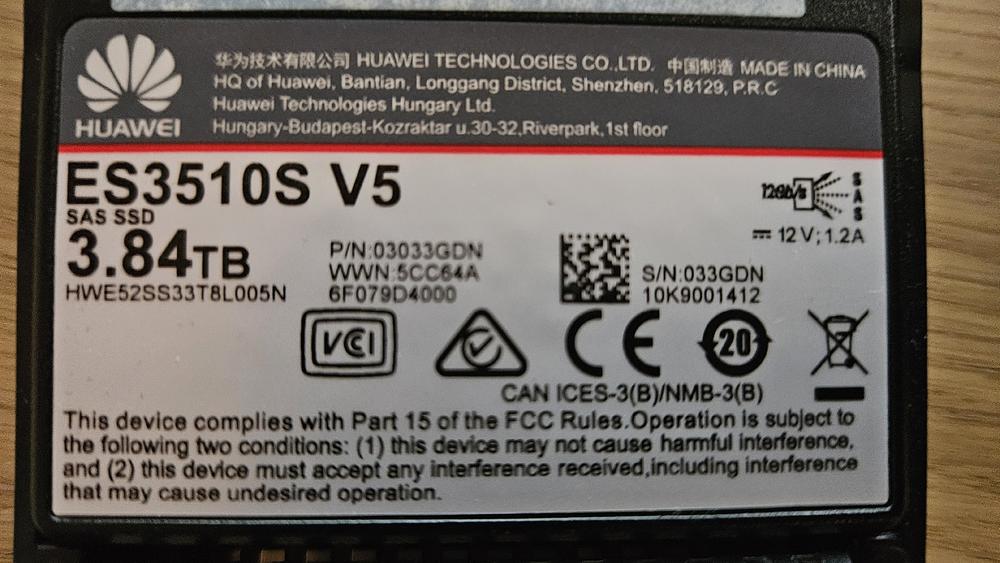 HUAWEI
华为技术有限公司 HUAWEI TECHNOLOGIES CO.,LTD. 中国制造 MADE IN CHINA
HQ of Huawei, Bantian, Longgang District, Shenzhen, 518129, P.R.C
Huawei Technologies Hungary Ltd.
Hungary-Budapest-Kozraktar u.30-32,Riverpark,1st floor
ES3510S V5
SAS SSD
3.84TB
HWE52SS33T8L005N
P/N:03033GDN
WWN:5CC64A
6F079D4000
S/N:033GDN
10K9001412
12Gb/s SAS
12V;1.2A
VCI
CE
20
CAN ICES-3(B)/NMB-3(B)
This device complies with Part 15 of the FCC Rules.Operation is subject to
the following two conditions: (1) this device may not cause harmful interference,
and (2) this device must accept any interference received,including interference
that may cause undesired operation.